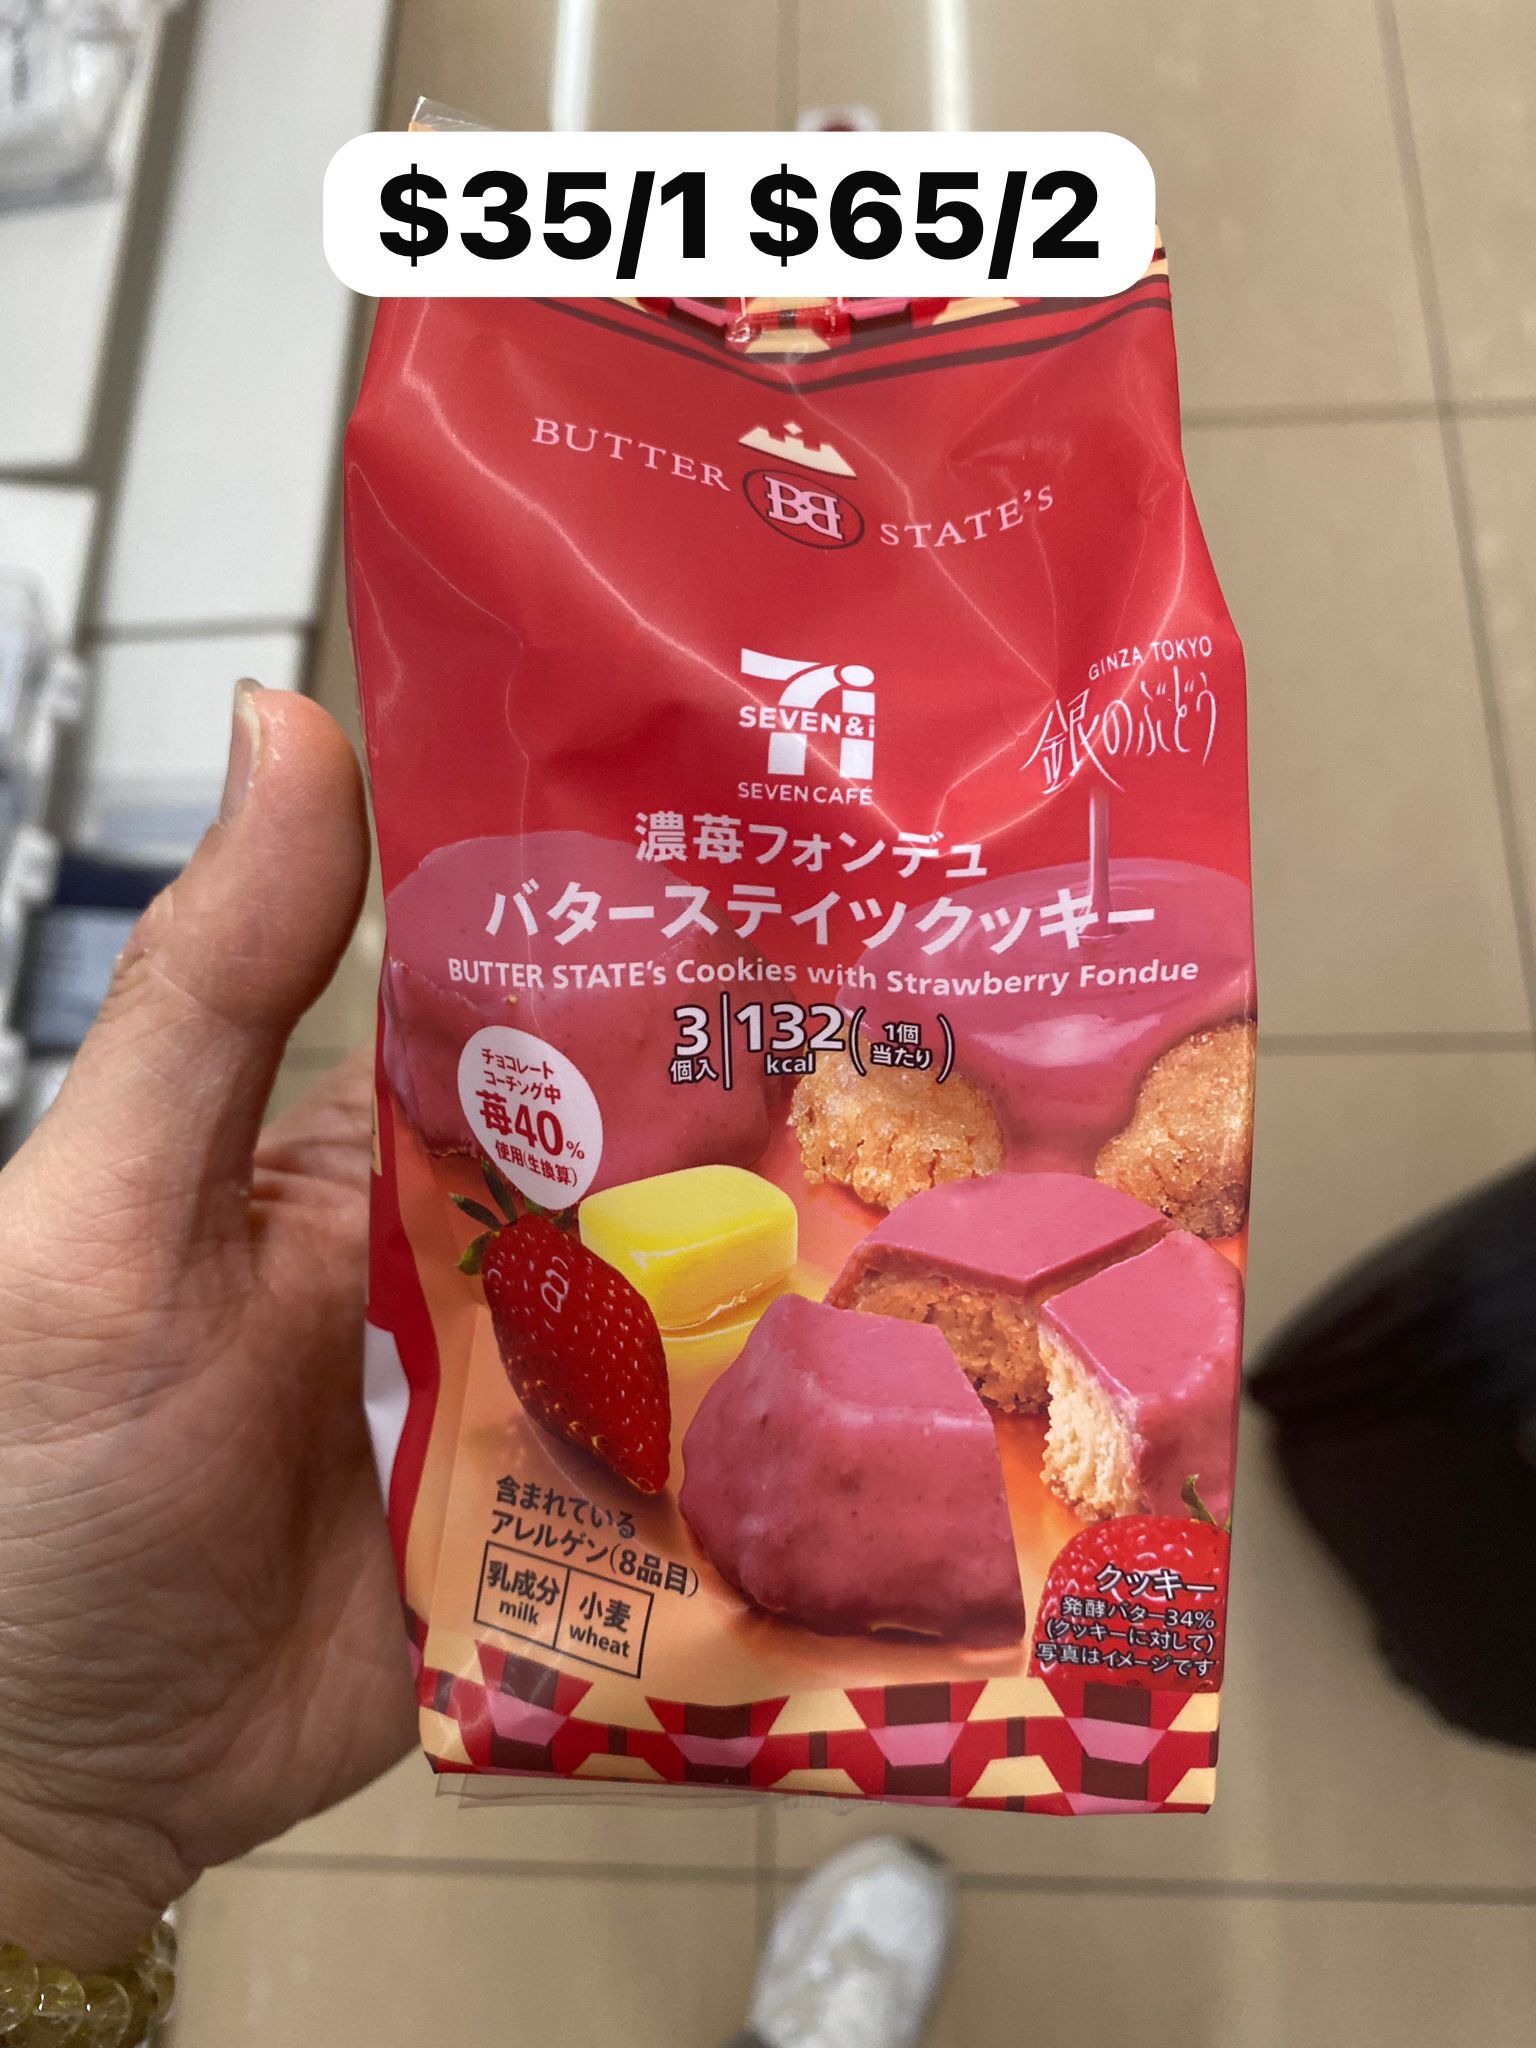 $35/1 $65/2
BUTTER STATE'S
BB
GINZA TOKYO
銀のぶどう
7i
SEVEN&i
SEVEN CAFÉ
濃苺フォンデュ
バターステイツクッキー
BUTTER STATE's Cookies with Strawberry Fondue
3個入 132kcal (1個当たり)
チョコレート
コーチング中
苺40%
使用(生換算)
含まれている
アレルゲン(8品目)
乳成分 小麦
milk wheat
クッキー
発酵バター34%
(クッキーに対して)
写真はイメージです